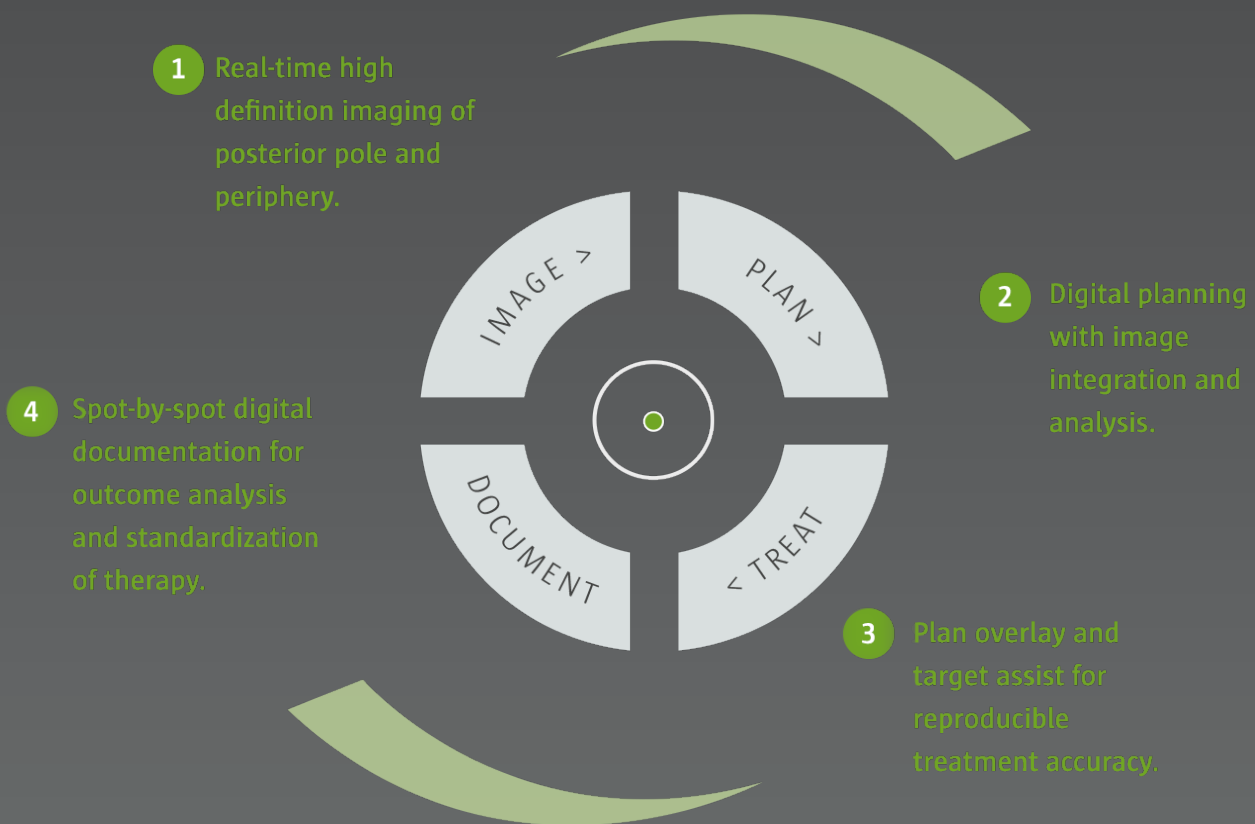 1
Real-time high
definition imaging of
posterior pole and
periphery.
IMAGE >
PLAN >
2
Digital planning
with image
integration and
analysis.
4
Spot-by-spot digital
documentation for
outcome analysis
and standardization
of therapy.
DOCUMENT
< TREAT
3
Plan overlay and
target assist for
reproducible
treatment accuracy.